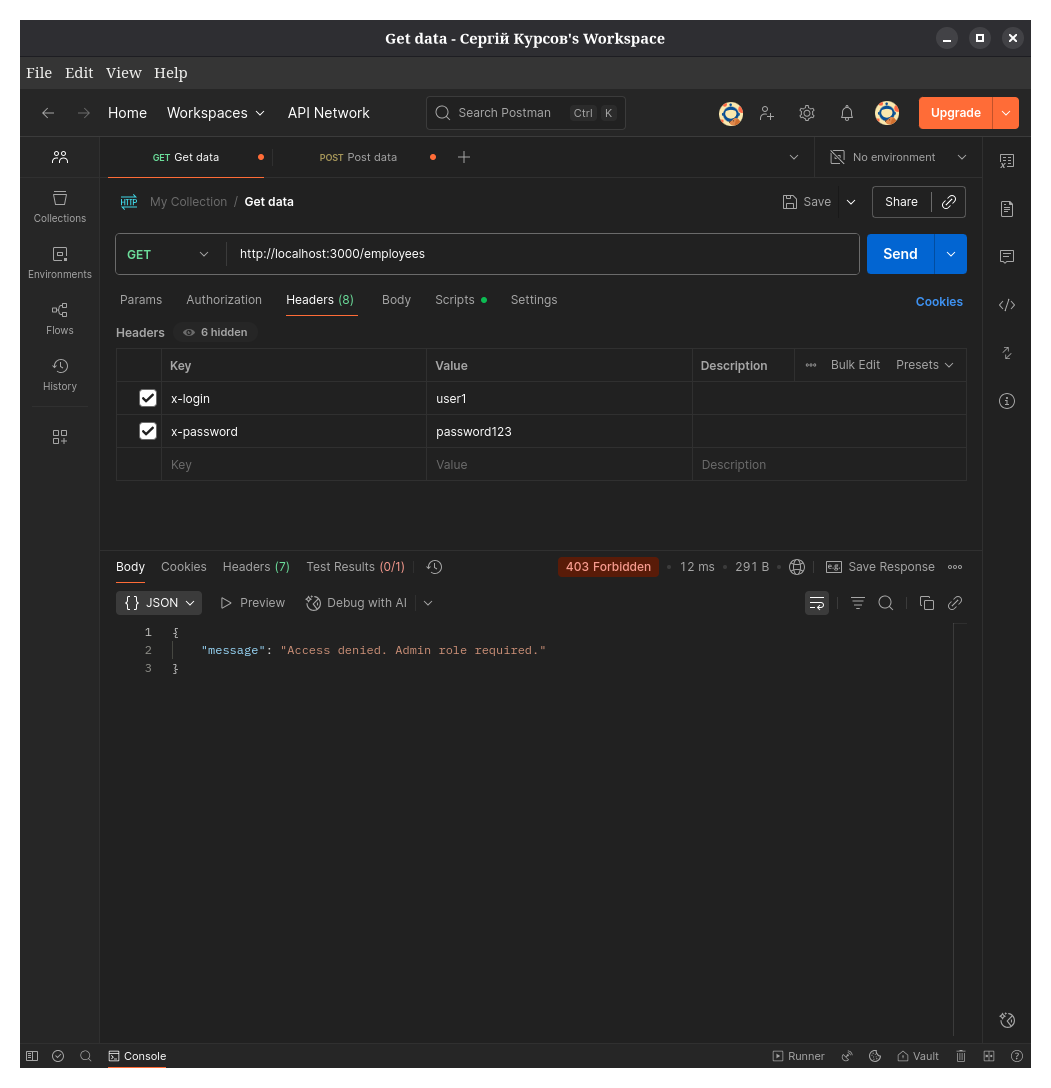 Get data - Сергій Курсов's Workspace
File Edit View Help
Home Workspaces API Network Search Postman Ctrl K Upgrade
GET Get data POST Post data No environment
HTTP My Collection / Get data Save Share
Collections
Environments
Flows
History
GET http://localhost:3000/employees Send
Params Authorization Headers (8) Body Scripts Settings Cookies
Headers 6 hidden
Key Value Description Bulk Edit Presets
x-login user1
x-password password123
Key Value Description
Body Cookies Headers (7) Test Results (0/1) 403 Forbidden 12 ms 291 B e.g. Save Response
{} JSON Preview Debug with AI
1 {
2 "message": "Access denied. Admin role required."
3 }
Console Runner Vault